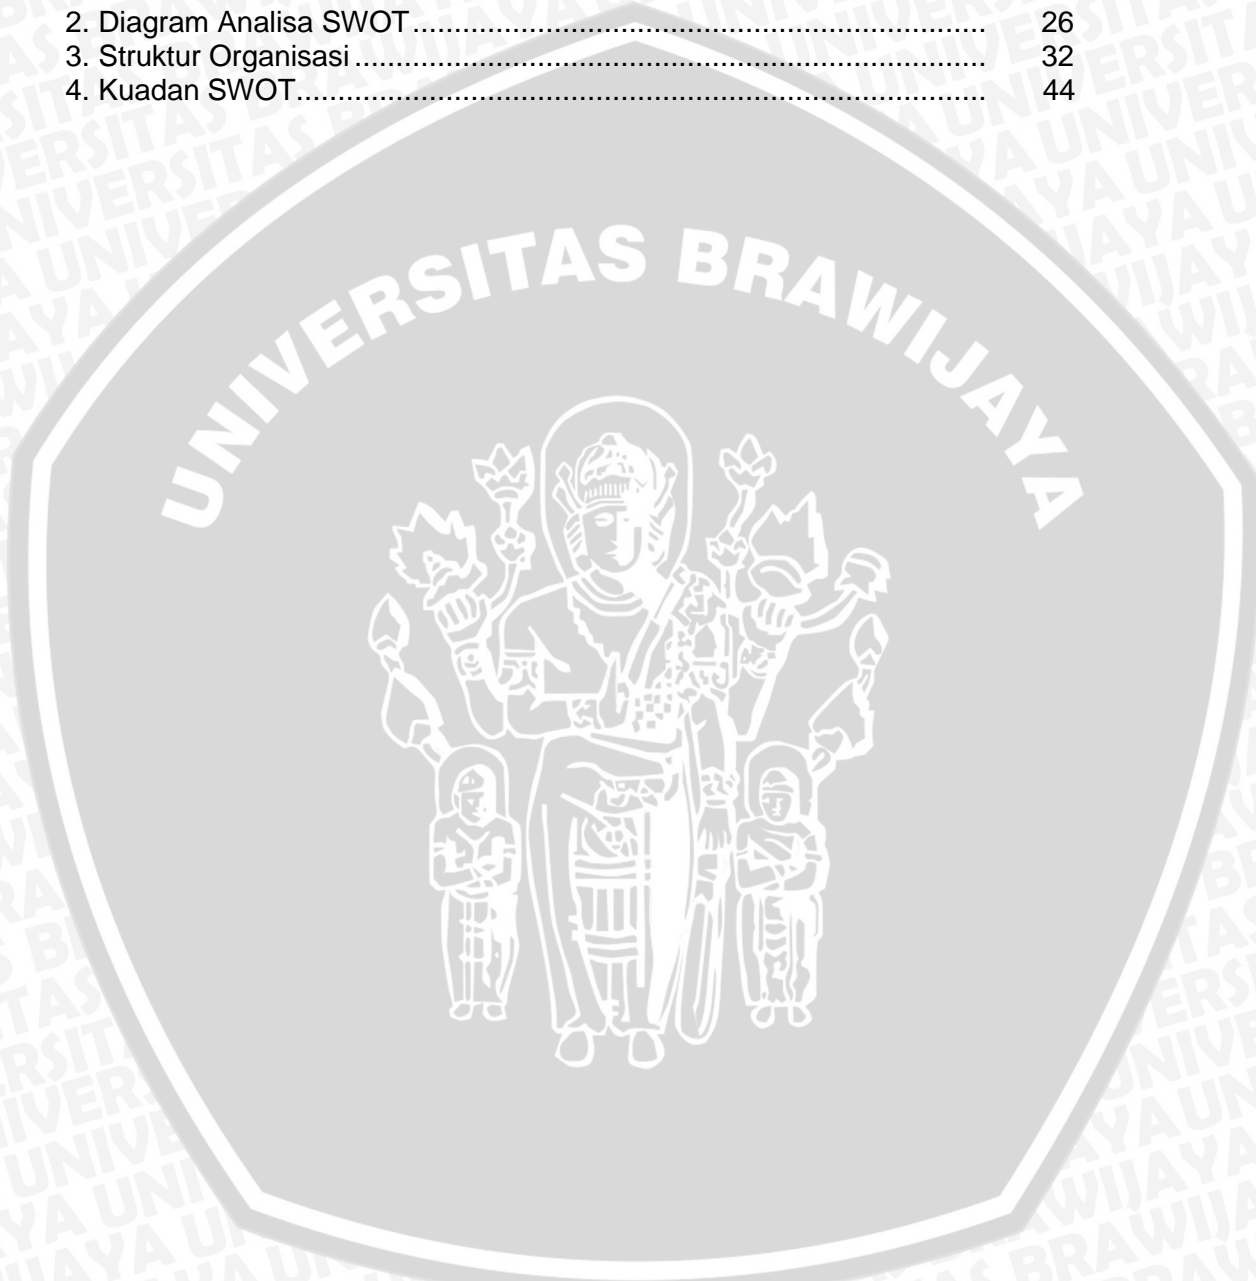 2. Diagram Analisa SWOT..................................................................... 26
3. Struktur Organisasi............................................................................ 32
4. Kuadan SWOT................................................................................... 44
UNIVERSITAS BRAWIJAYA